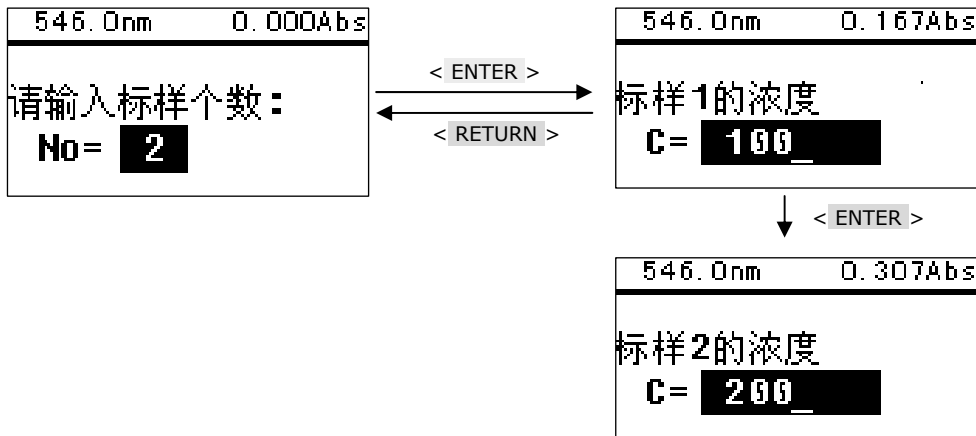 546.0nm 0.000Abs
请输入标样个数:
No= 2
< ENTER >
< RETURN >
546.0nm 0.167Abs
标样1的浓度
C= 100_
< ENTER >
546.0nm 0.307Abs
标样2的浓度
C= 200_